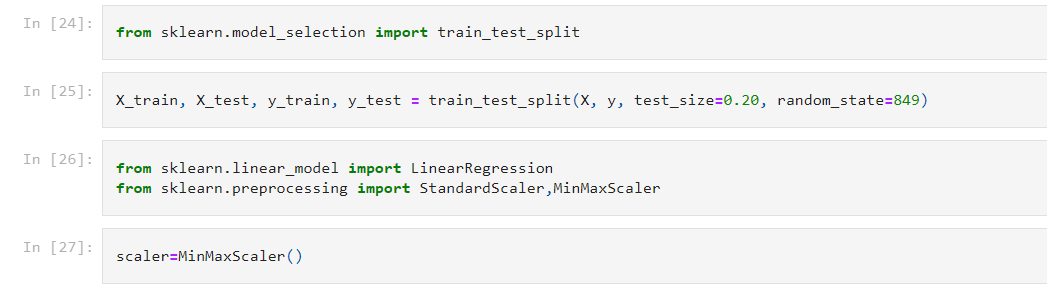 In [24]:
from sklearn.model_selection import train_test_split
In [25]:
X_train, X_test, y_train, y_test = train_test_split(X, y, test_size=0.20, random_state=849)
In [26]:
from sklearn.linear_model import LinearRegression
from sklearn.preprocessing import StandardScaler,MinMaxScaler
In [27]:
scaler=MinMaxScaler()